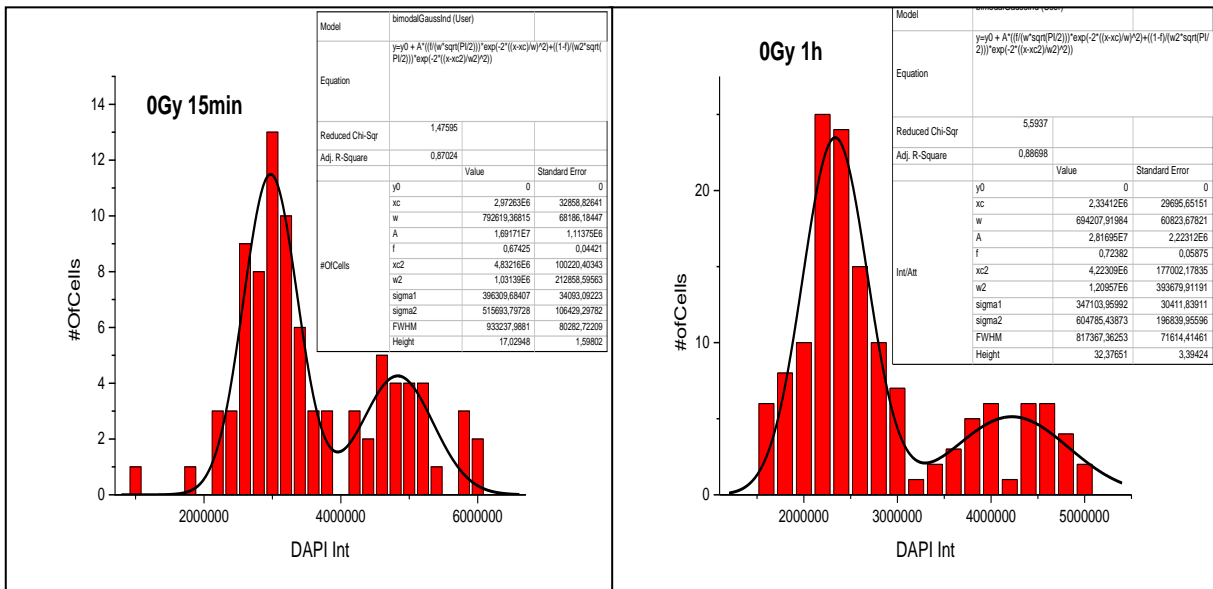 Model bimodalGaussInd (User)
Equation y=y0 + A*((f/(w*sqrt(PI/2)))*exp(-2*((x-xc)/w)^2)+((1-f)/(w2*sqrt(
PI/2)))*exp(-2*((x-xc2)/w2)^2))
Reduced Chi-Sqr 1,47595
Adj. R-Square 0,87024
Value Standard Error
#OfCells y0 0 0
xc 2,97263E6 32858,82641
w 792619,36815 68186,18447
A 1,69171E7 1,11375E6
f 0,67425 0,04421
xc2 4,83216E6 100220,40343
w2 1,03139E6 212858,59563
sigma1 396309,68407 34093,09223
sigma2 515693,79728 106429,29782
FWHM 933237,9881 80282,72209
Height 17,02948 1,59802
0Gy 15min
14
12
10
8
6
4
2
0
#OfCells
2000000 4000000 6000000
DAPI Int
Model bimodalGaussInd (User)
Equation y=y0 + A*((f/(w*sqrt(PI/2)))*exp(-2*((x-xc)/w)^2)+((1-f)/(w2*sqrt(PI/
2)))*exp(-2*((x-xc2)/w2)^2))
Reduced Chi-Sqr 5,5937
Adj. R-Square 0,88698
Value Standard Error
Int/Att y0 0 0
xc 2,33412E6 29695,65151
w 694207,91984 60823,67821
A 2,81695E7 2,22312E6
f 0,72382 0,05875
xc2 4,22309E6 177002,17835
w2 1,20957E6 393679,91191
sigma1 347103,95992 30411,83911
sigma2 604785,43873 196839,95596
FWHM 817367,36253 71614,41461
Height 32,37651 3,39424
0Gy 1h
20
10
0
#ofCells
2000000 3000000 4000000 5000000
DAPI Int